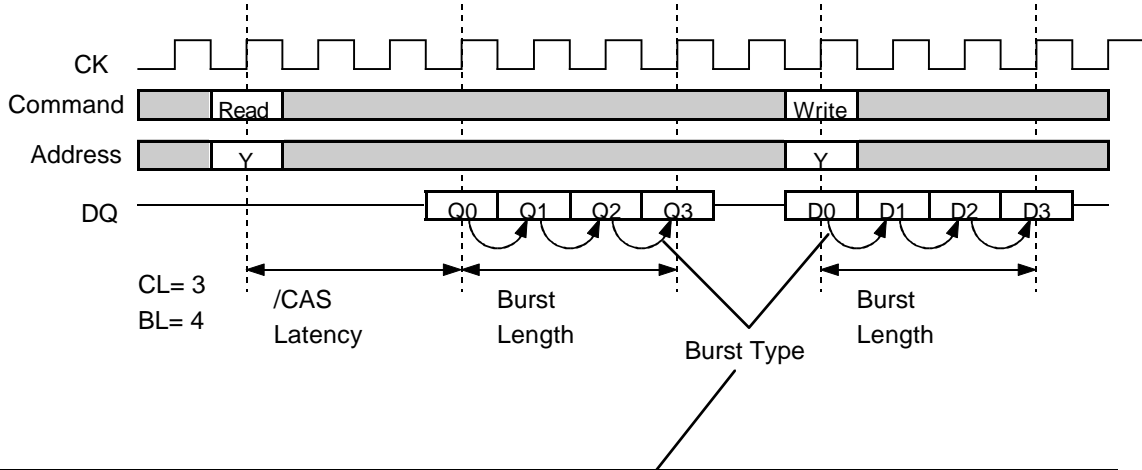 CK
Command Read Write
Address Y Y
DQ Q0 Q1 Q2 Q3 D0 D1 D2 D3
CL= 3
BL= 4
/CAS
Latency
Burst
Length
Burst Type
Burst
Length